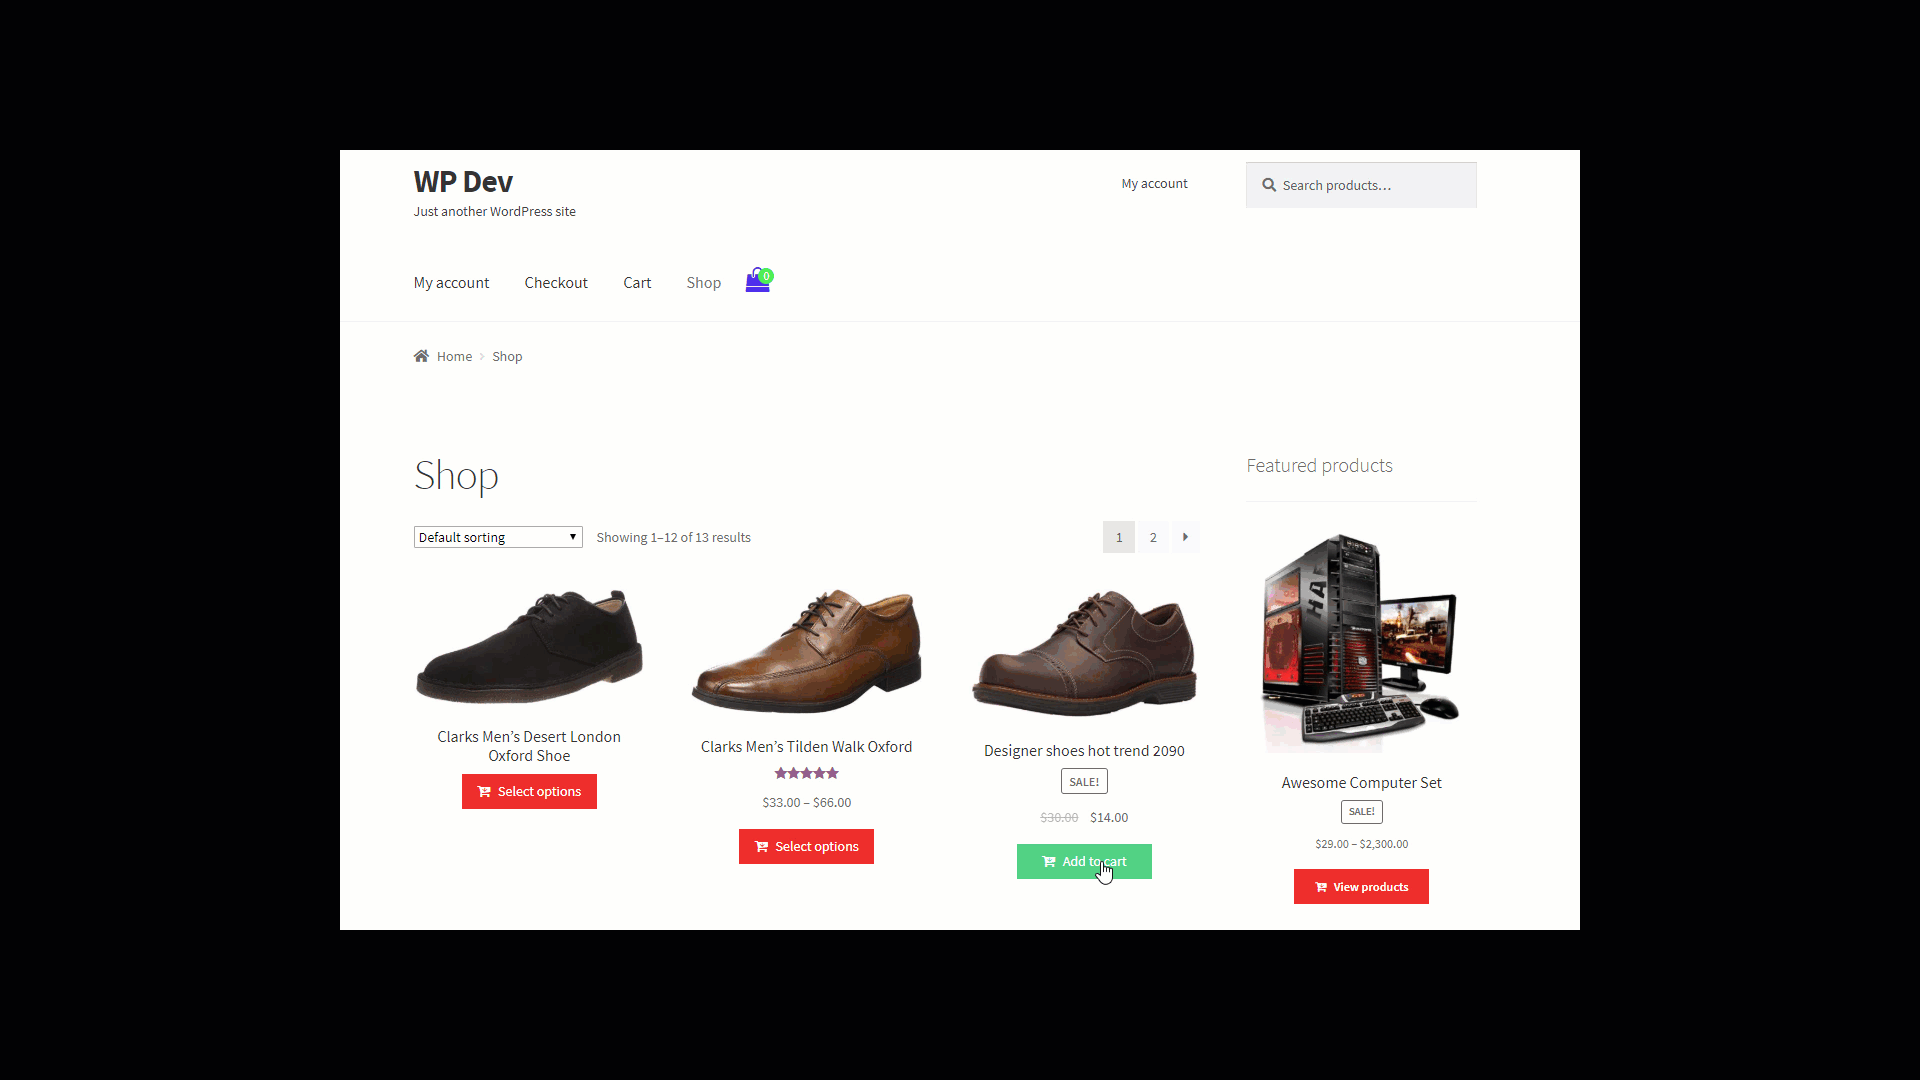 WP Dev
Just another WordPress site
My account
Search products…
My account
Checkout
Cart
Shop
0
Home
Shop
Shop
Featured products
Default sorting
Showing 1–12 of 13 results
1
2
HAF
Clarks Men’s Desert London
Oxford Shoe
Select options
Clarks Men’s Tilden Walk Oxford
$33.00 – $66.00
Select options
Designer shoes hot trend 2090
SALE!
$30.00 $14.00
Add to cart
Awesome Computer Set
SALE!
$29.00 – $2,300.00
View products